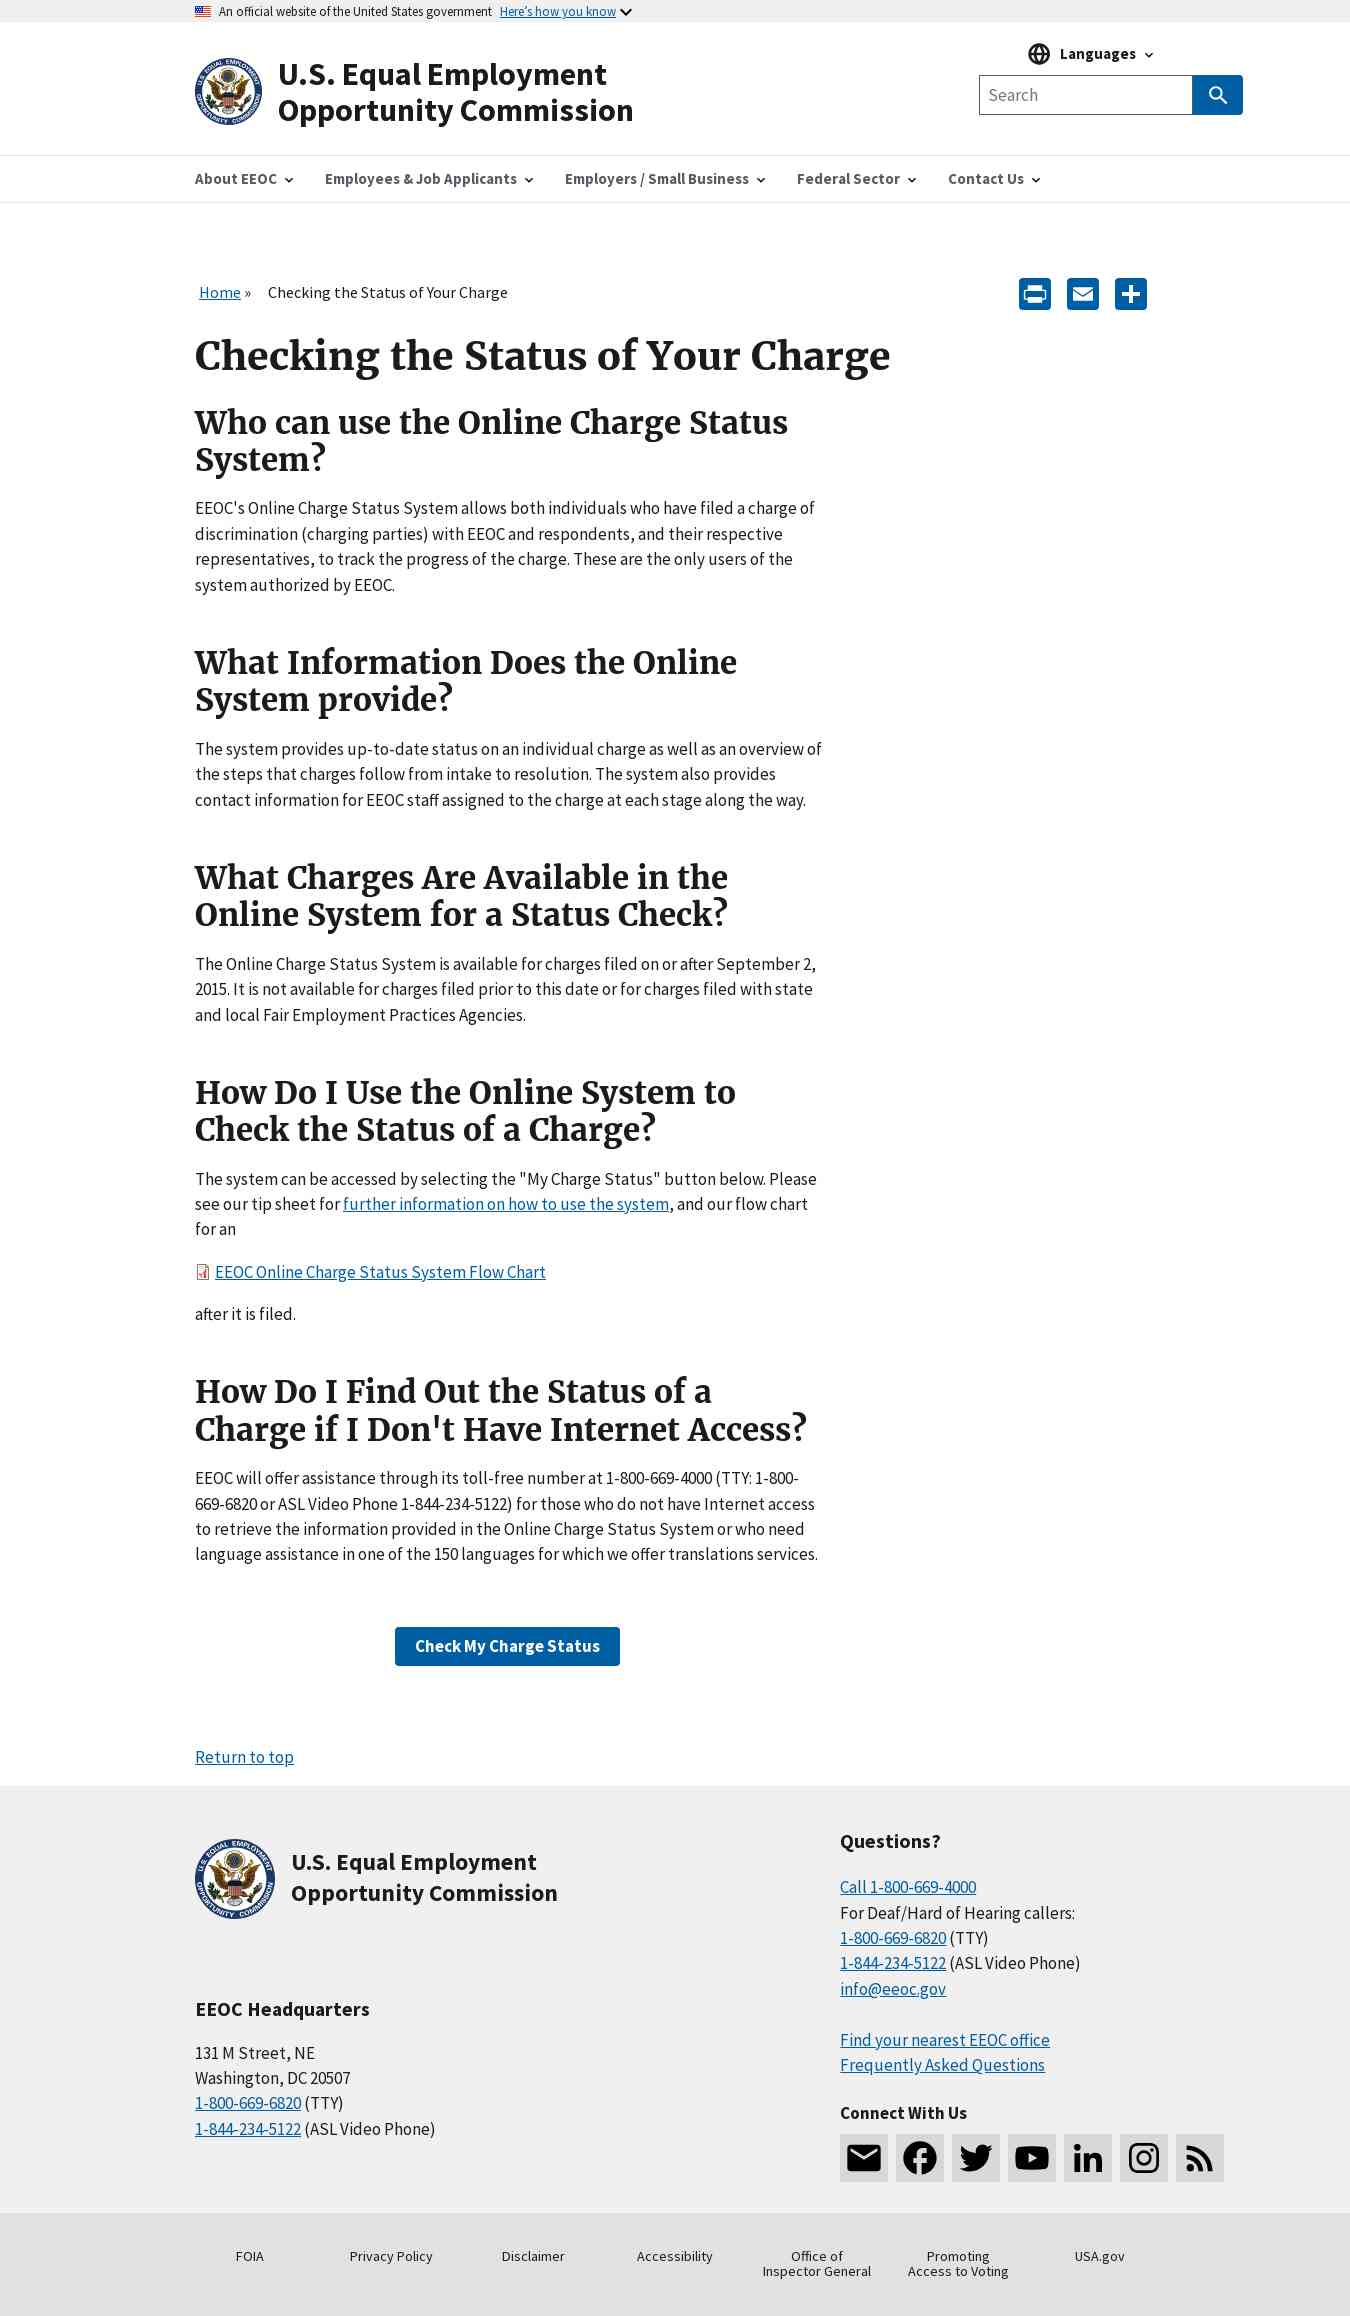 An official website of the United States government Here's how you know
U.S. Equal Employment
Opportunity Commission
Languages
Search
About EEOC
Employees & Job Applicants
Employers / Small Business
Federal Sector
Contact Us
Home » Checking the Status of Your Charge
Checking the Status of Your Charge
Who can use the Online Charge Status
System?
EEOC's Online Charge Status System allows both individuals who have filed a charge of
discrimination (charging parties) with EEOC and respondents, and their respective
representatives, to track the progress of the charge. These are the only users of the
system authorized by EEOC.
What Information Does the Online
System provide?
The system provides up-to-date status on an individual charge as well as an overview of
the steps that charges follow from intake to resolution. The system also provides
contact information for EEOC staff assigned to the charge at each stage along the way.
What Charges Are Available in the
Online System for a Status Check?
The Online Charge Status System is available for charges filed on or after September 2,
2015. It is not available for charges filed prior to this date or for charges filed with state
and local Fair Employment Practices Agencies.
How Do I Use the Online System to
Check the Status of a Charge?
The system can be accessed by selecting the "My Charge Status" button below. Please
see our tip sheet for further information on how to use the system, and our flow chart
for an
EEOC Online Charge Status System Flow Chart
after it is filed.
How Do I Find Out the Status of a
Charge if I Don't Have Internet Access?
EEOC will offer assistance through its toll-free number at 1-800-669-4000 (TTY: 1-800-
669-6820 or ASL Video Phone 1-844-234-5122) for those who do not have Internet access
to retrieve the information provided in the Online Charge Status System or who need
language assistance in one of the 150 languages for which we offer translations services.
Check My Charge Status
Return to top
U.S. EQUAL EMPLOYMENT OPPORTUNITY COMMISSION
U.S. Equal Employment
Opportunity Commission
EEOC Headquarters
131 M Street, NE
Washington, DC 20507
1-800-669-6820 (TTY)
1-844-234-5122 (ASL Video Phone)
Questions?
Call 1-800-669-4000
For Deaf/Hard of Hearing callers:
1-800-669-6820 (TTY)
1-844-234-5122 (ASL Video Phone)
info@eeoc.gov
Find your nearest EEOC office
Frequently Asked Questions
Connect With Us
FOIA
Privacy Policy
Disclaimer
Accessibility
Office of
Inspector General
Promoting
Access to Voting
USA.gov